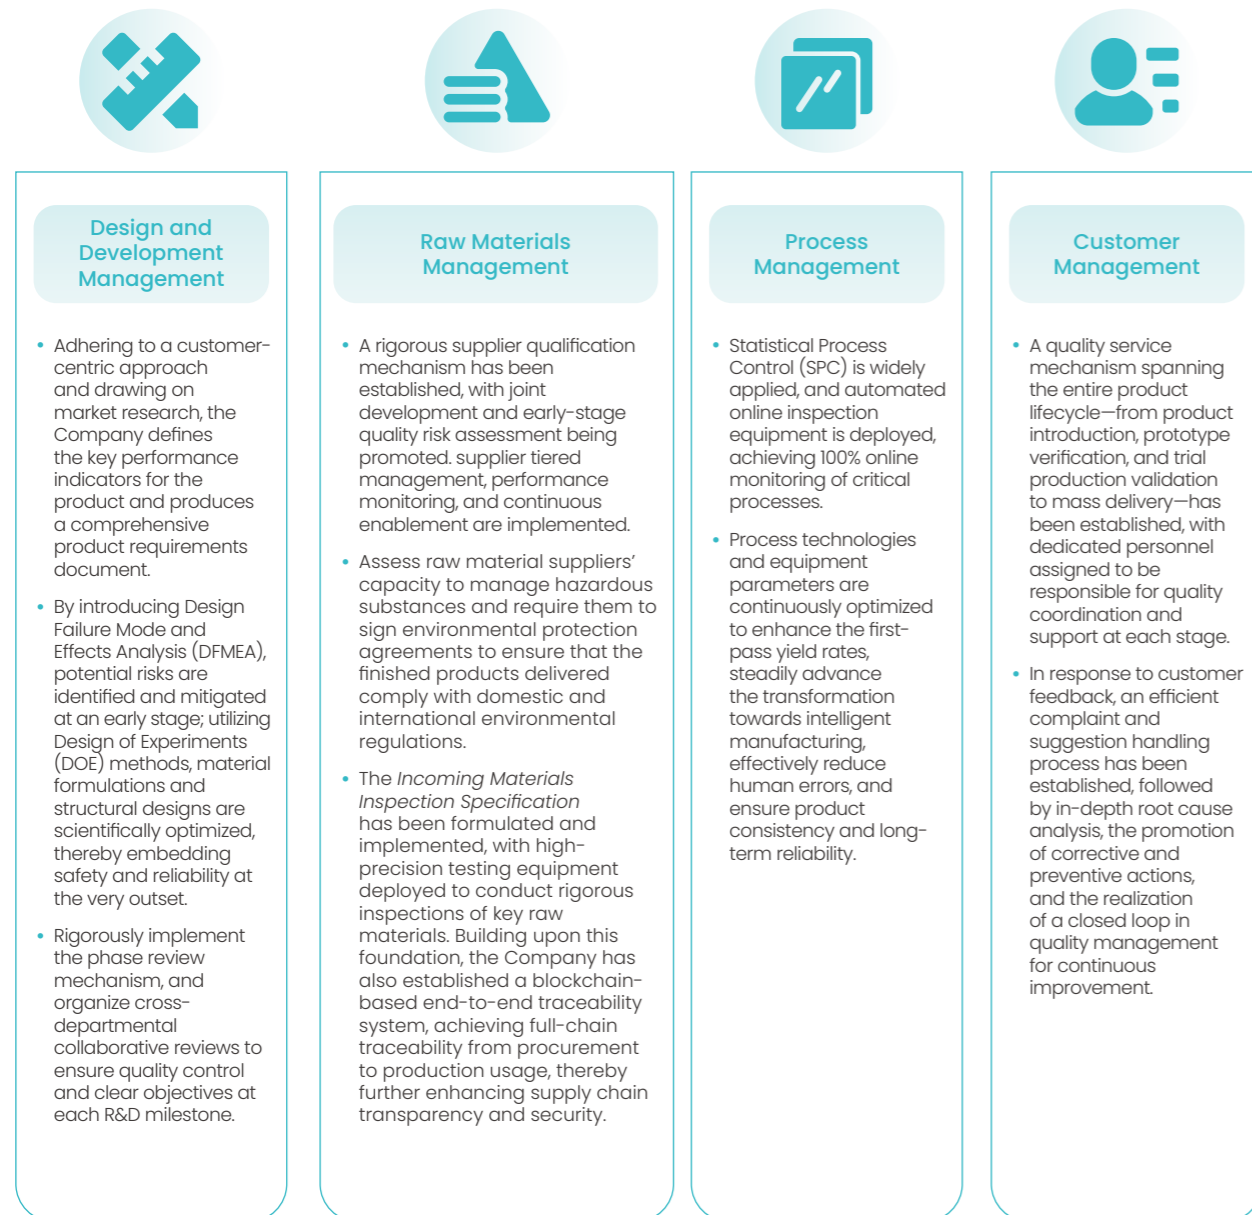 Design and
Development
Management
• Adhering to a customer-
centric approach
and drawing on
market research, the
Company defines
the key performance
indicators for the
product and produces
a comprehensive
product requirements
document.
• By introducing Design
Failure Mode and
Effects Analysis (DFMEA),
potential risks are
identified and mitigated
at an early stage; utilizing
Design of Experiments
(DOE) methods, material
formulations and
structural designs are
scientifically optimized,
thereby embedding
safety and reliability at
the very outset.
• Rigorously implement
the phase review
mechanism, and
organize cross-
departmental
collaborative reviews to
ensure quality control
and clear objectives at
each R&D milestone.
Raw Materials
Management
• A rigorous supplier qualification
mechanism has been
established, with joint
development and early-stage
quality risk assessment being
promoted. supplier tiered
management, performance
monitoring, and continuous
enablement are implemented.
• Assess raw material suppliers’
capacity to manage hazardous
substances and require them to
sign environmental protection
agreements to ensure that the
finished products delivered
comply with domestic and
international environmental
regulations.
• The Incoming Materials
Inspection Specification
has been formulated and
implemented, with high-
precision testing equipment
deployed to conduct rigorous
inspections of key raw
materials. Building upon this
foundation, the Company has
also established a blockchain-
based end-to-end traceability
system, achieving full-chain
traceability from procurement
to production usage, thereby
further enhancing supply chain
transparency and security.
Process
Management
• Statistical Process
Control (SPC) is widely
applied, and automated
online inspection
equipment is deployed,
achieving 100% online
monitoring of critical
processes.
• Process technologies
and equipment
parameters are
continuously optimized
to enhance the first-
pass yield rates,
steadily advance
the transformation
towards intelligent
manufacturing,
effectively reduce
human errors, and
ensure product
consistency and long-
term reliability.
Customer
Management
• A quality service
mechanism spanning
the entire product
lifecycle—from product
introduction, prototype
verification, and trial
production validation
to mass delivery—has
been established, with
dedicated personnel
assigned to be
responsible for quality
coordination and
support at each stage.
• In response to customer
feedback, an efficient
complaint and
suggestion handling
process has been
established, followed
by in-depth root cause
analysis, the promotion
of corrective and
preventive actions,
and the realization
of a closed loop in
quality management
for continuous
improvement.